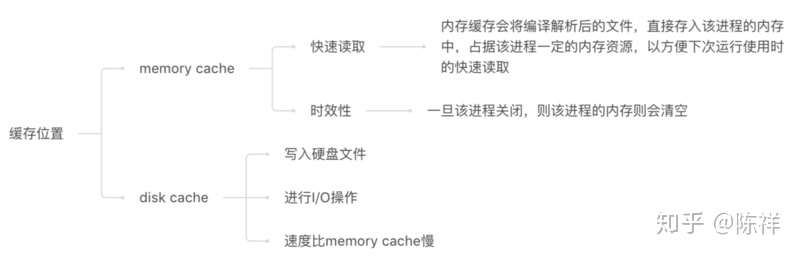 缓存位置
memory cache
快速读取
内存缓存会将编译解析后的文件，直接存入该进程的内存
中，占据该进程一定的内存资源，以方便下次运行使用时
的快速读取
时效性
一旦该进程关闭，则该进程的内存则会清空
disk cache
写入硬盘文件
进行I/O操作
速度比memory cache慢
知乎 @陈祥